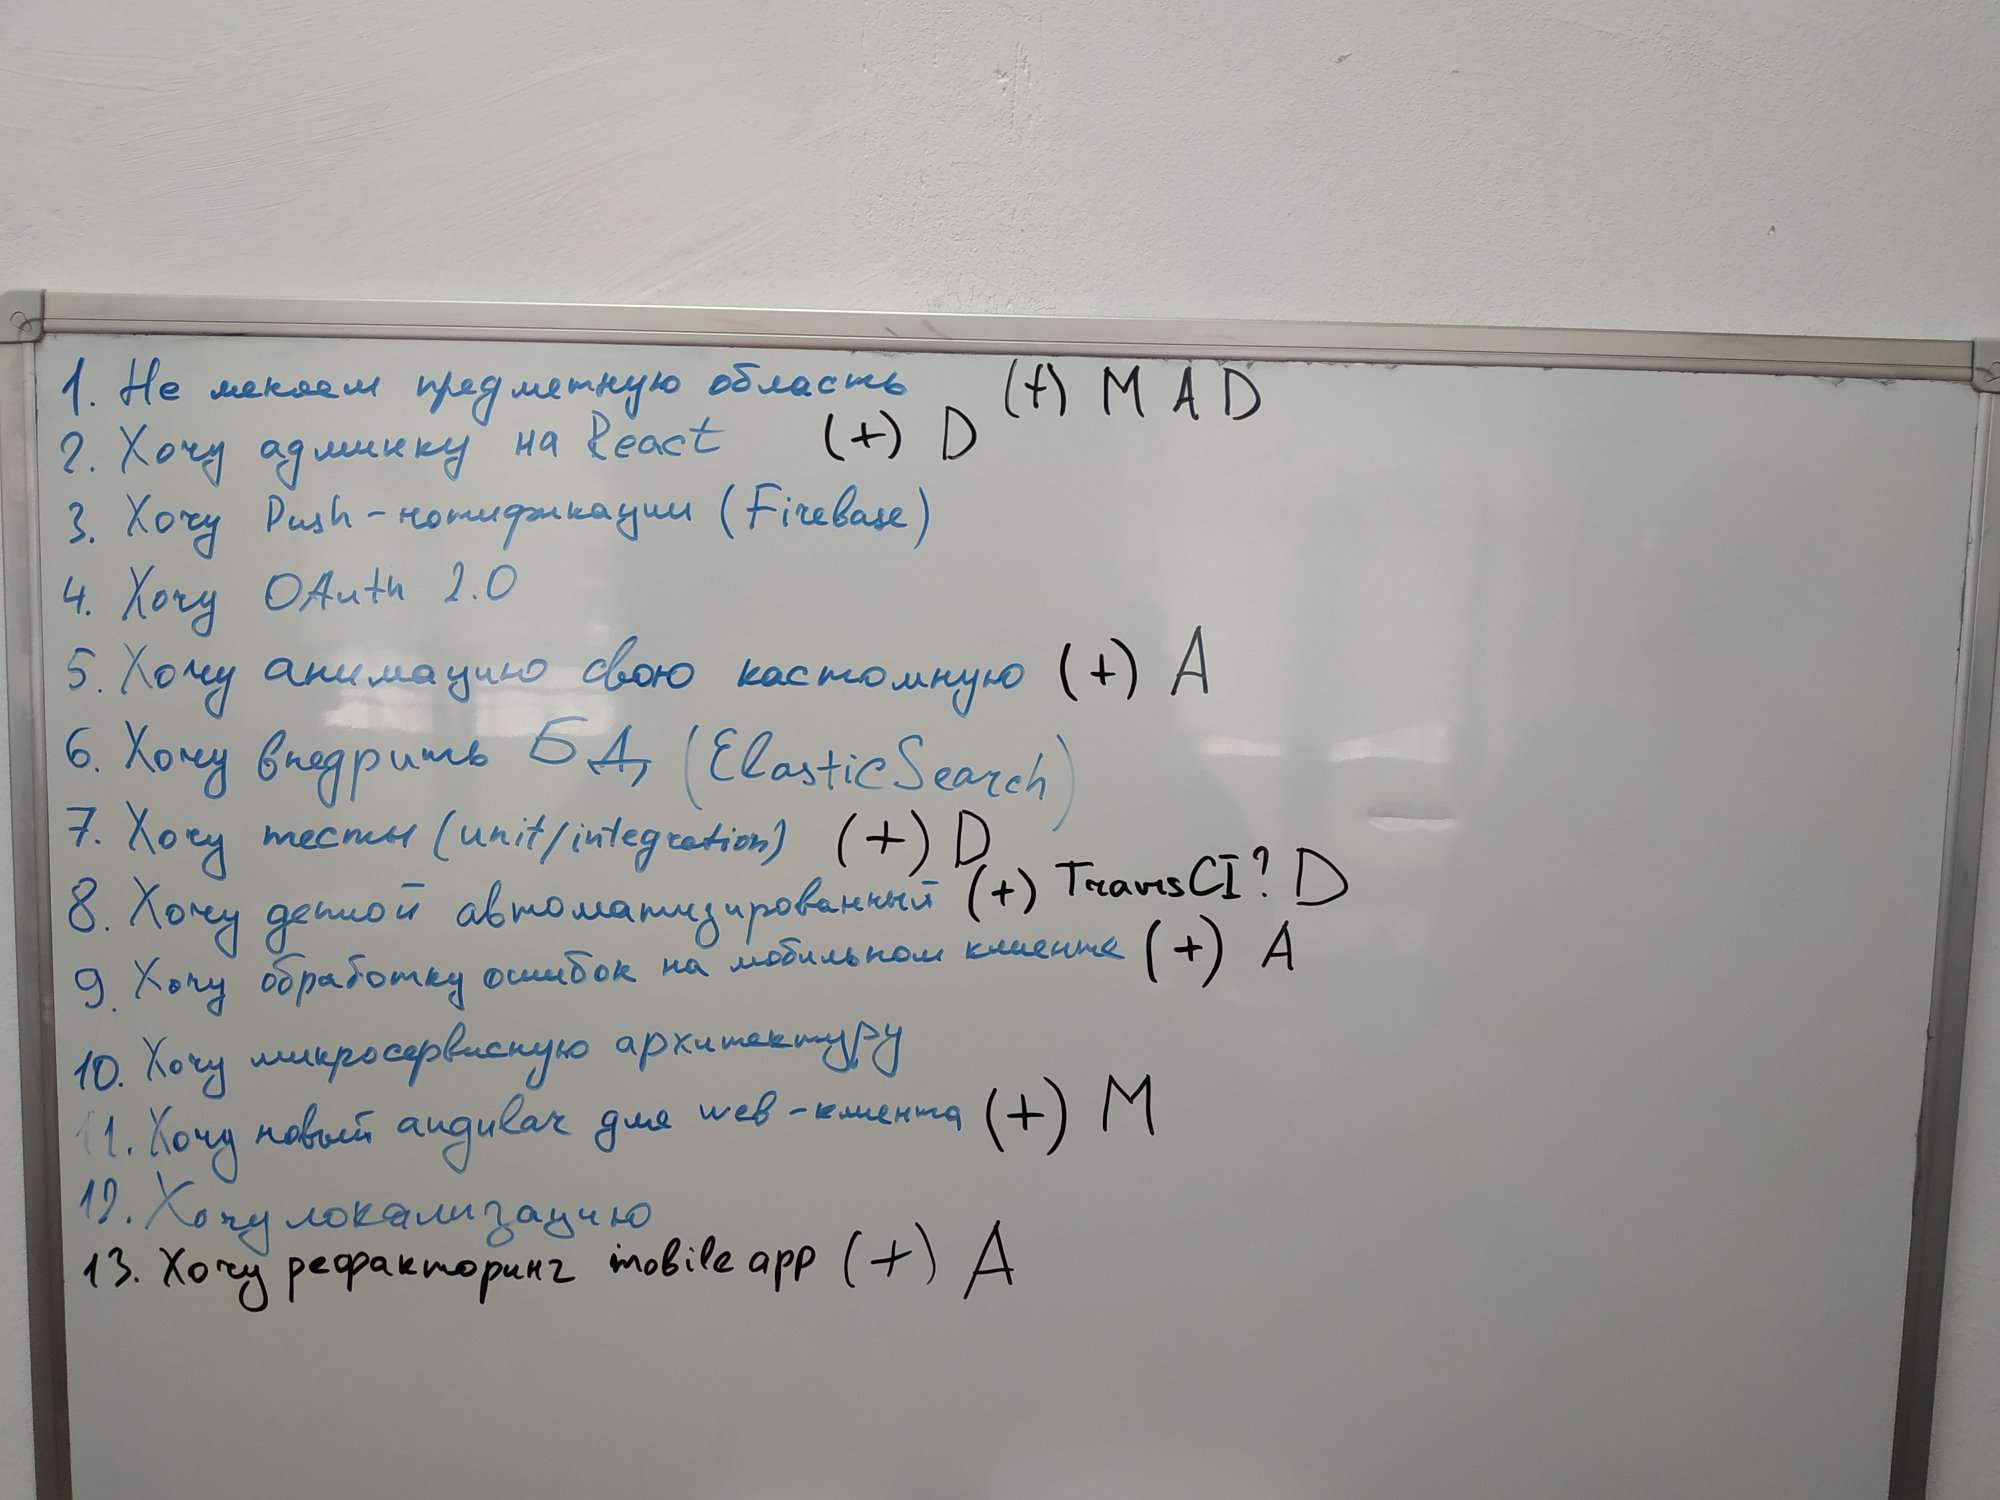 1. Не меняем предметную область (+) M A D
2. Хочу админку на React (+) D
3. Хочу Push-нотификации (Firebase)
4. Хочу OAuth 2.0
5. Хочу анимацию свою кастомную (+) A
6. Хочу внедрить БД (ElasticSearch)
7. Хочу тесты (unit/integration) (+) D
8. Хочу деплой автоматизированный (+) TravisCI? D
9. Хочу обработку ошибок на мобильном клиенте (+) A
10. Хочу микросервисную архитектуру
11. Хочу новый аидивач для web-клиента (+) M
12. Хочу локализацию
13. Хочу рефакторинг mobile app (+) A